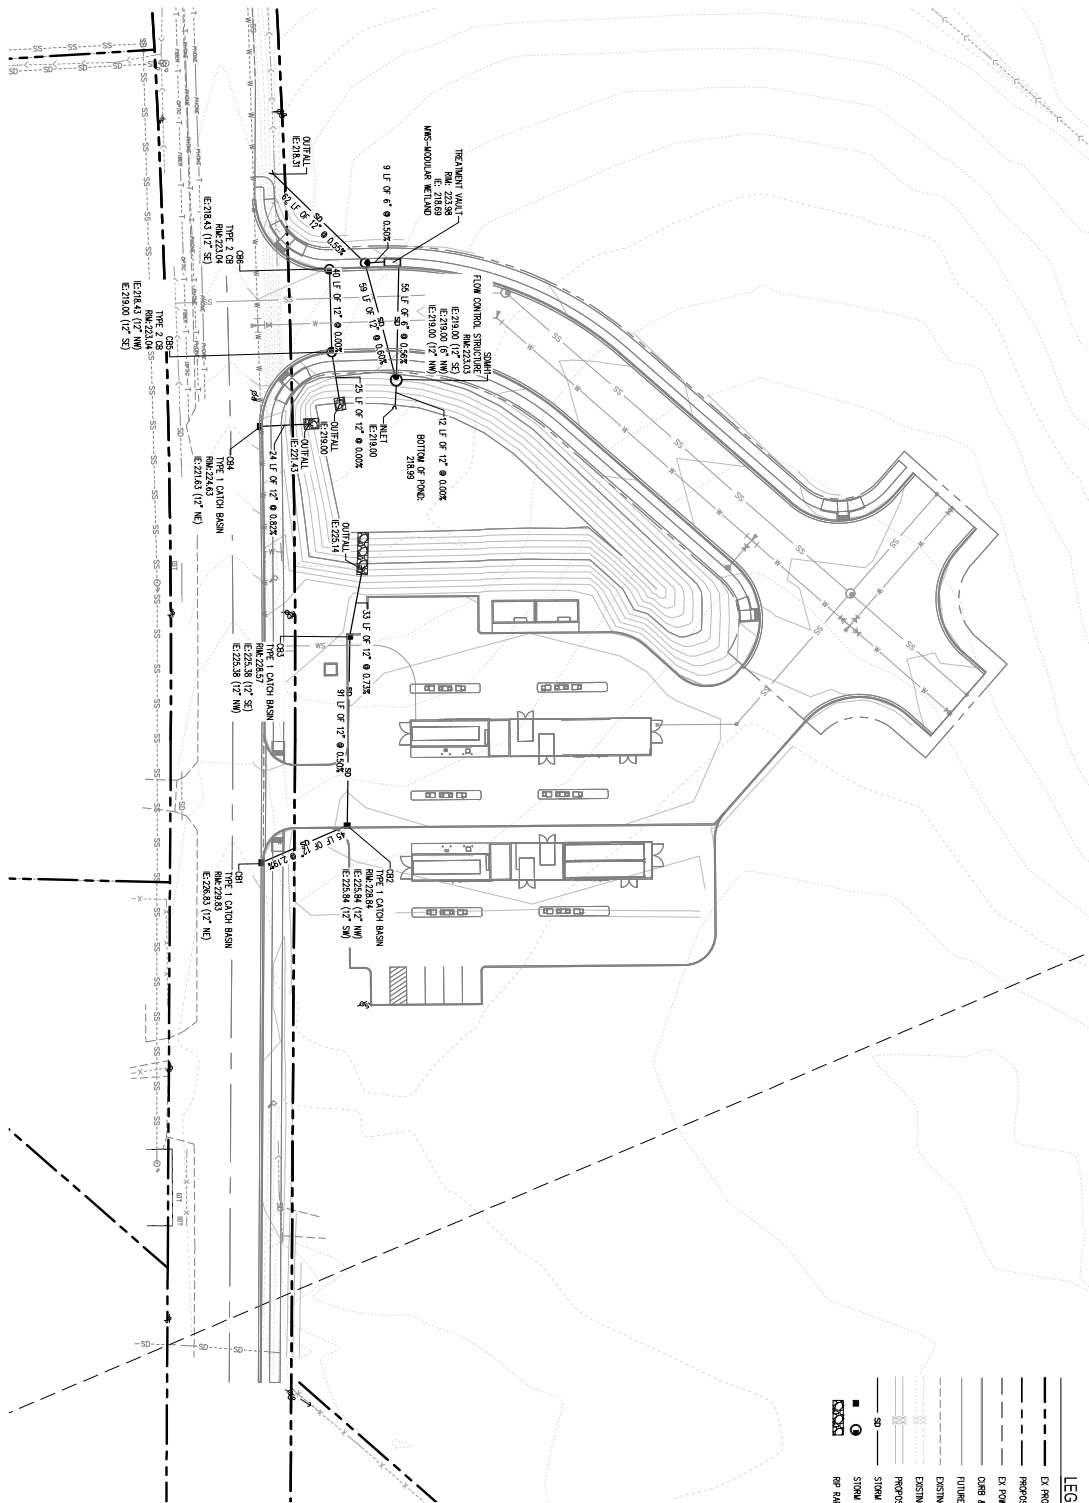 OUTFALL
IE:218.31
62 LF OF 12" @ 0.55%
SD
TREATMENT VAULT
RIM: 223.98
IE: 218.69
MWS-MODULAR WETLAND
9 LF OF 6" @ 0.50%
CB6
TYPE 2 CB
RIM:223.04
IE:218.43 (12" SE)
40 LF OF 12" @ 0.00%
59 LF OF 12" @ 0.60%
SD
55 LF OF 6" @ 0.56%
SDMH1
FLOW CONTROL STRUCTURE
RIM:223.03
IE:219.00 (12" SE)
IE:219.00 (6" NW)
IE:219.00 (12" NW)
CB5
TYPE 2 CB
RIM:223.04
IE:218.43 (12" NW)
IE:219.00 (12" SE)
25 LF OF 12" @ 0.00%
INLET
IE:219.00
12 LF OF 12" @ 0.00%
BOTTOM OF POND:
218.99
OUTFALL
IE:219.00
OUTFALL
IE:221.43
24 LF OF 12" @ 0.82%
CB4
TYPE 1 CATCH BASIN
RIM:224.63
IE:221.63 (12" NE)
OUTFALL
IE:225.14
33 LF OF 12" @ 0.73%
CB3
TYPE 1 CATCH BASIN
RIM:228.57
IE:225.38 (12" SE)
IE:225.38 (12" NW)
SD
91 LF OF 12" @ 0.50%
SD
45 LF OF 12" @ 2.19%
CB2
TYPE 1 CATCH BASIN
RIM:228.84
IE:225.84 (12" NW)
IE:225.84 (12" SW)
CB1
TYPE 1 CATCH BASIN
RIM:229.83
IE:226.83 (12" NE)
LEG
EX PRO
PROPOS
EX POW
CURB &
FUTURE
EXISTIN
EXISTIN
PROPOS
SD
STORM
STORM
RIP RAP